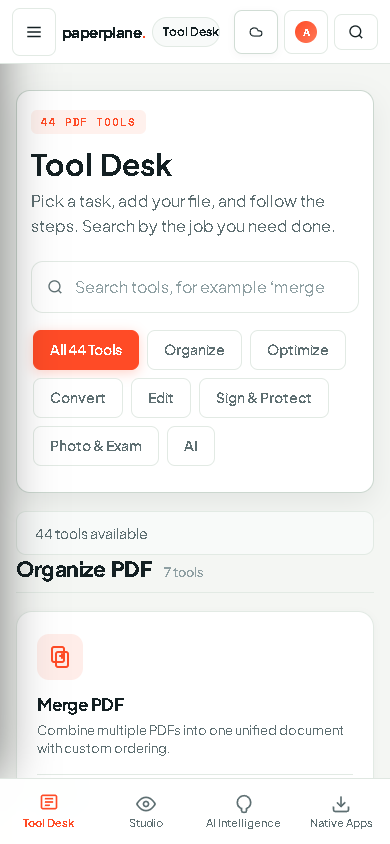 paperplane. Tool Desk A
44 PDF TOOLS
Tool Desk
Pick a task, add your file, and follow the
steps. Search by the job you need done.
Search tools, for example ‘merge
All 44 Tools Organize Optimize
Convert Edit Sign & Protect
Photo & Exam AI
44 tools available
Organize PDF 7 tools
Merge PDF
Combine multiple PDFs into one unified document
with custom ordering.
Tool Desk Studio AI Intelligence Native Apps